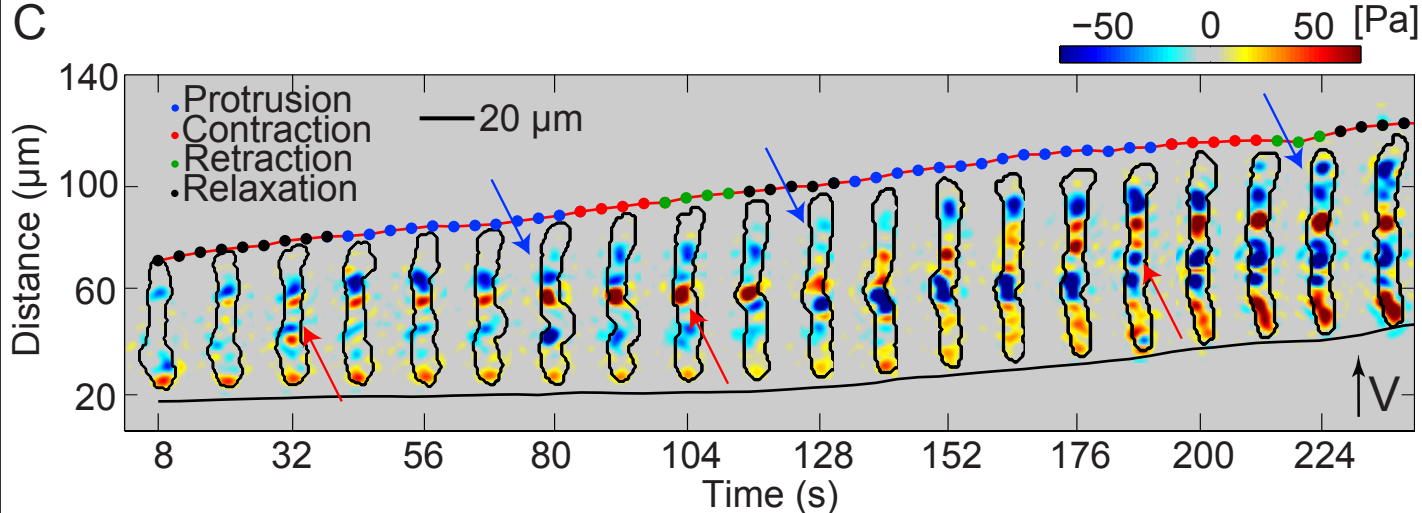 C
−50 0 50 [Pa]
140
100
60
20
Distance (μm)
Protrusion
Contraction
Retraction
Relaxation
20 μm
V
8 32 56 80 104 128 152 176 200 224
Time (s)